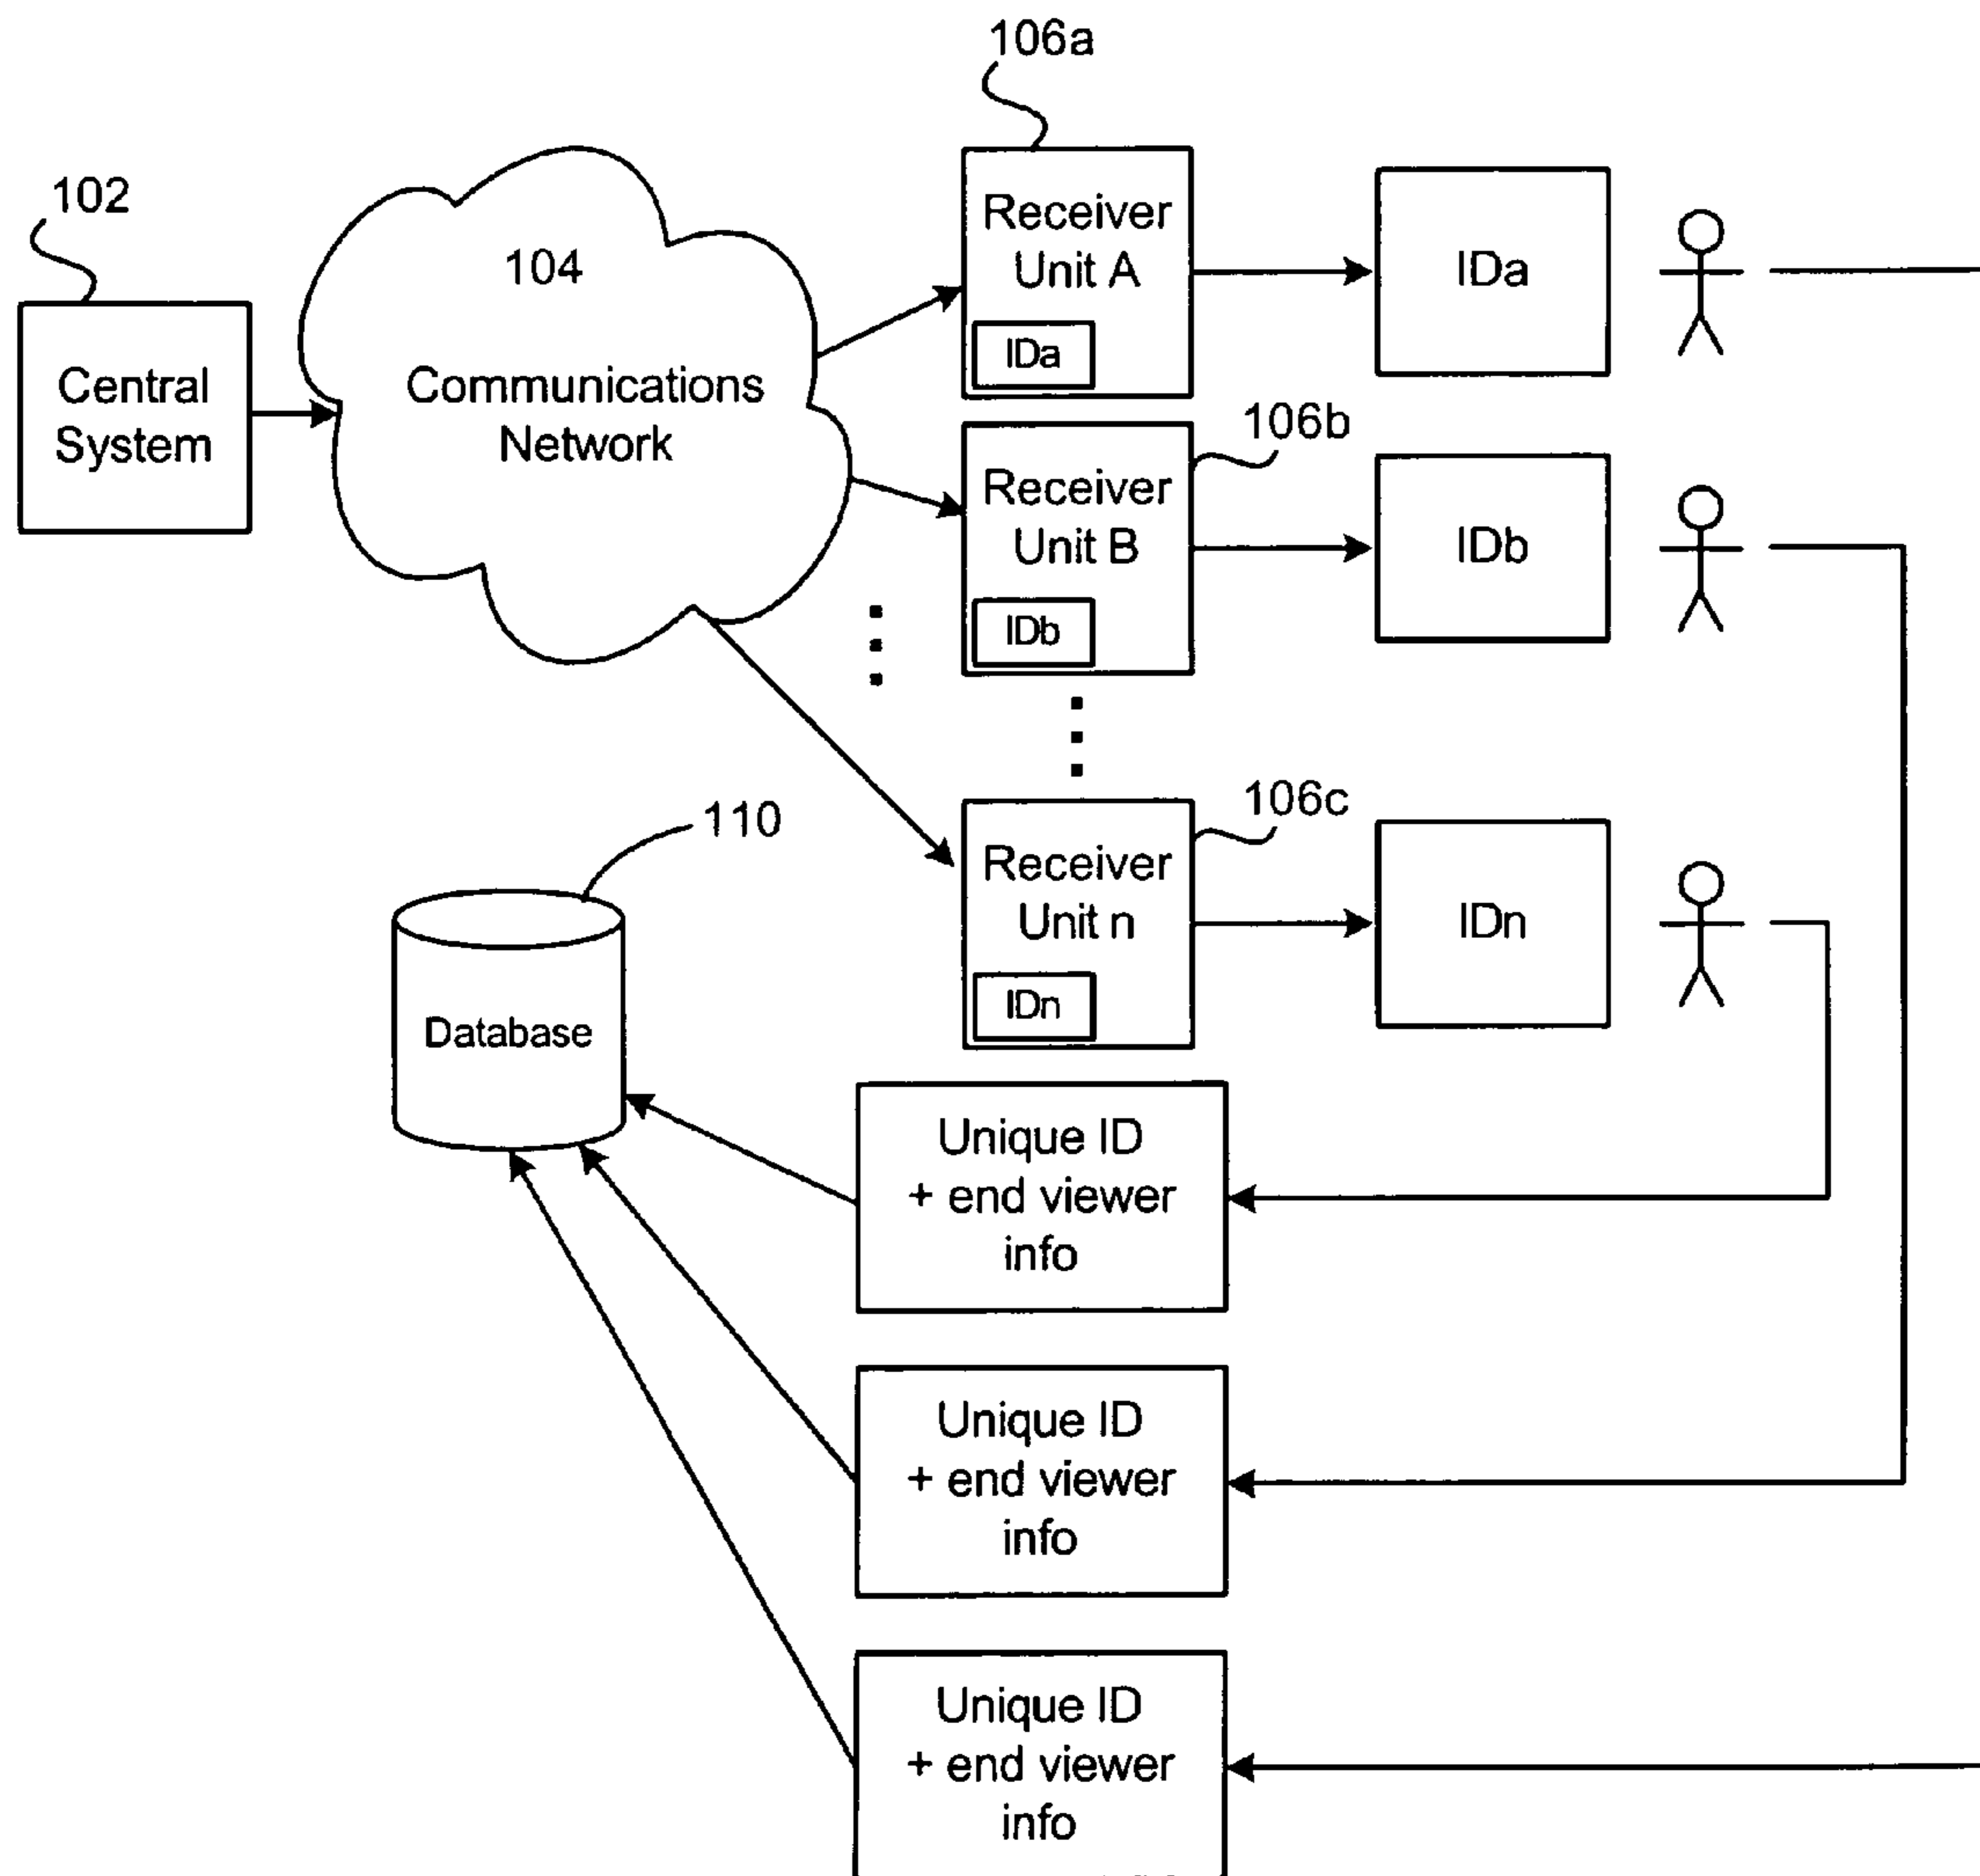 106a
102
104
Central
System
Communications
Network
Receiver
Unit A
IDa
IDa
106b
Receiver
Unit B
IDb
IDb
106c
Receiver
Unit n
IDn
IDn
110
Database
Unique ID
+ end viewer
info
Unique ID
+ end viewer
info
Unique ID
+ end viewer
info